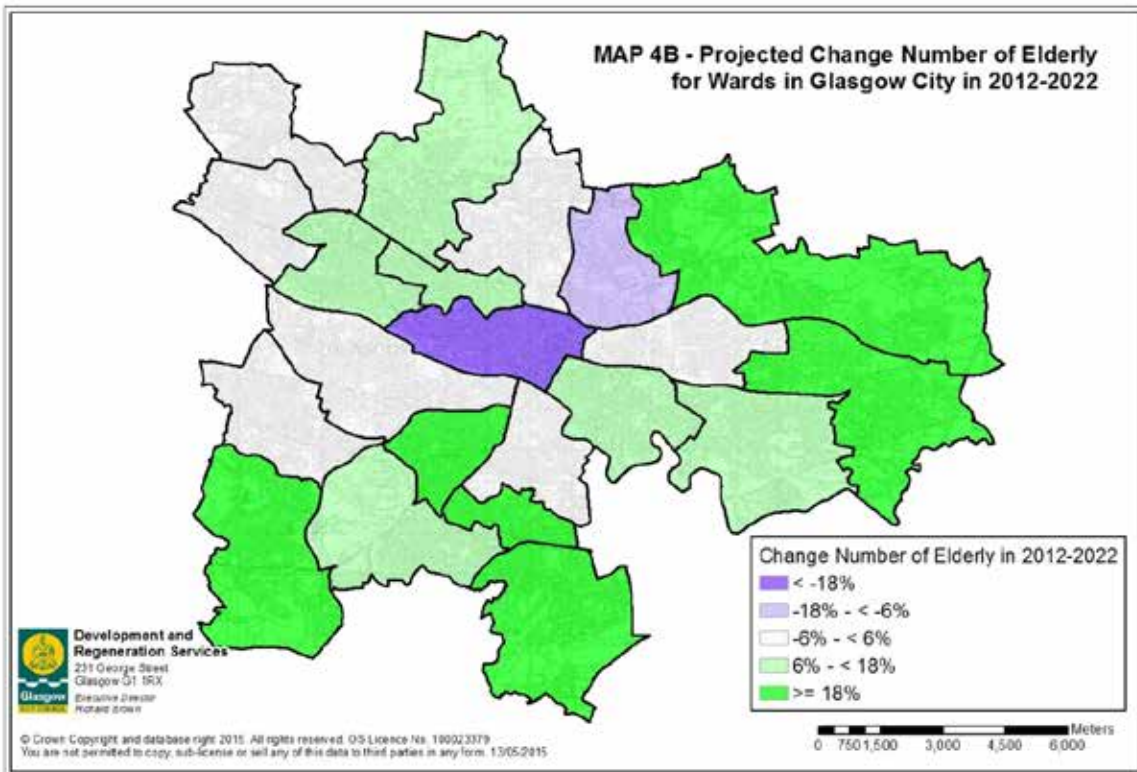 MAP 4B - Projected Change Number of Elderly
for Wards in Glasgow City in 2012-2022
Change Number of Elderly in 2012-2022
< -18%
-18% - < -6%
-6% - < 6%
6% - < 18%
>= 18%
Development and
Regeneration Services
231 George Street
Glasgow G1 1RX
Executive Director
Richard Brown
Glasgow
CITY COUNCIL
Meters
0 750 1,500 3,000 4,500 6,000
© Crown Copyright and database right 2015. All rights reserved. OS Licence No. 100023379
You are not permitted to copy, sub-license or sell any of this data to third parties in any form. 13/05/2015